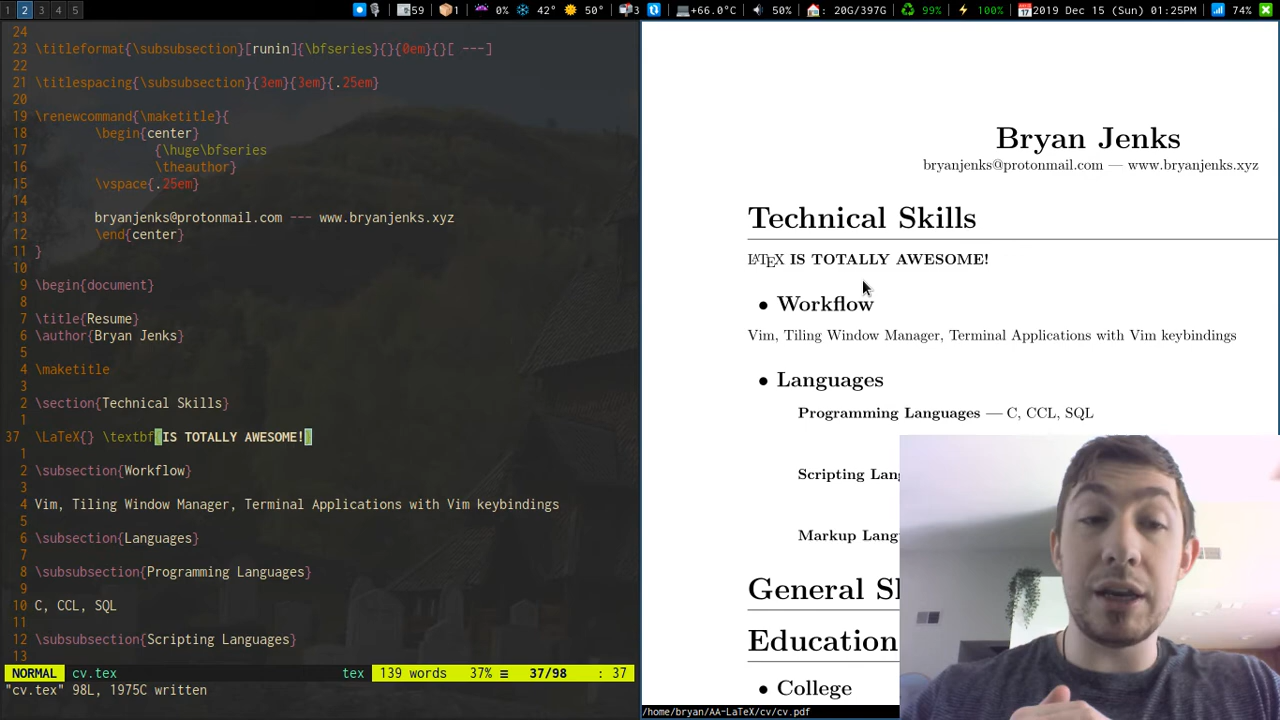 1 2 3 4 5 59 1 0% 42° 50° 3 +66.0°C 50% : 20G/397G 99% 100% 2019 Dec 15 (Sun) 01:25PM 74%
24
23 \titleformat{\subsubsection}[runin]{\bfseries}{}{0em}{}[ ---]
22
21 \titlespacing{\subsubsection}{3em}{3em}{.25em}
20
19 \renewcommand{\maketitle}{
18 \begin{center}
17 {\huge\bfseries
16 \theauthor}
15 \vspace{.25em}
14
13 bryanjenks@protonmail.com --- www.bryanjenks.xyz
12 \end{center}
11 }
10
9 \begin{document}
8
7 \title{Resume}
6 \author{Bryan Jenks}
5
4 \maketitle
3
2 \section{Technical Skills}
1
37 \LaTeX{} \textbf{IS TOTALLY AWESOME!}
1
2 \subsection{Workflow}
3
4 Vim, Tiling Window Manager, Terminal Applications with Vim keybindings
5
6 \subsection{Languages}
7
8 \subsubsection{Programming Languages}
9
10 C, CCL, SQL
11
12 \subsubsection{Scripting Languages}
13
NORMAL cv.tex tex 139 words 37% ≡ 37/98 : 37
"cv.tex" 98L, 1975C written
Bryan Jenks
bryanjenks@protonmail.com — www.bryanjenks.xyz
Technical Skills
LATEX IS TOTALLY AWESOME!
• Workflow
Vim, Tiling Window Manager, Terminal Applications with Vim keybindings
• Languages
Programming Languages — C, CCL, SQL
Scripting Lang
Markup Lang
General Sk
Education
• College
/home/bryan/AA-LaTeX/cv/cv.pdf